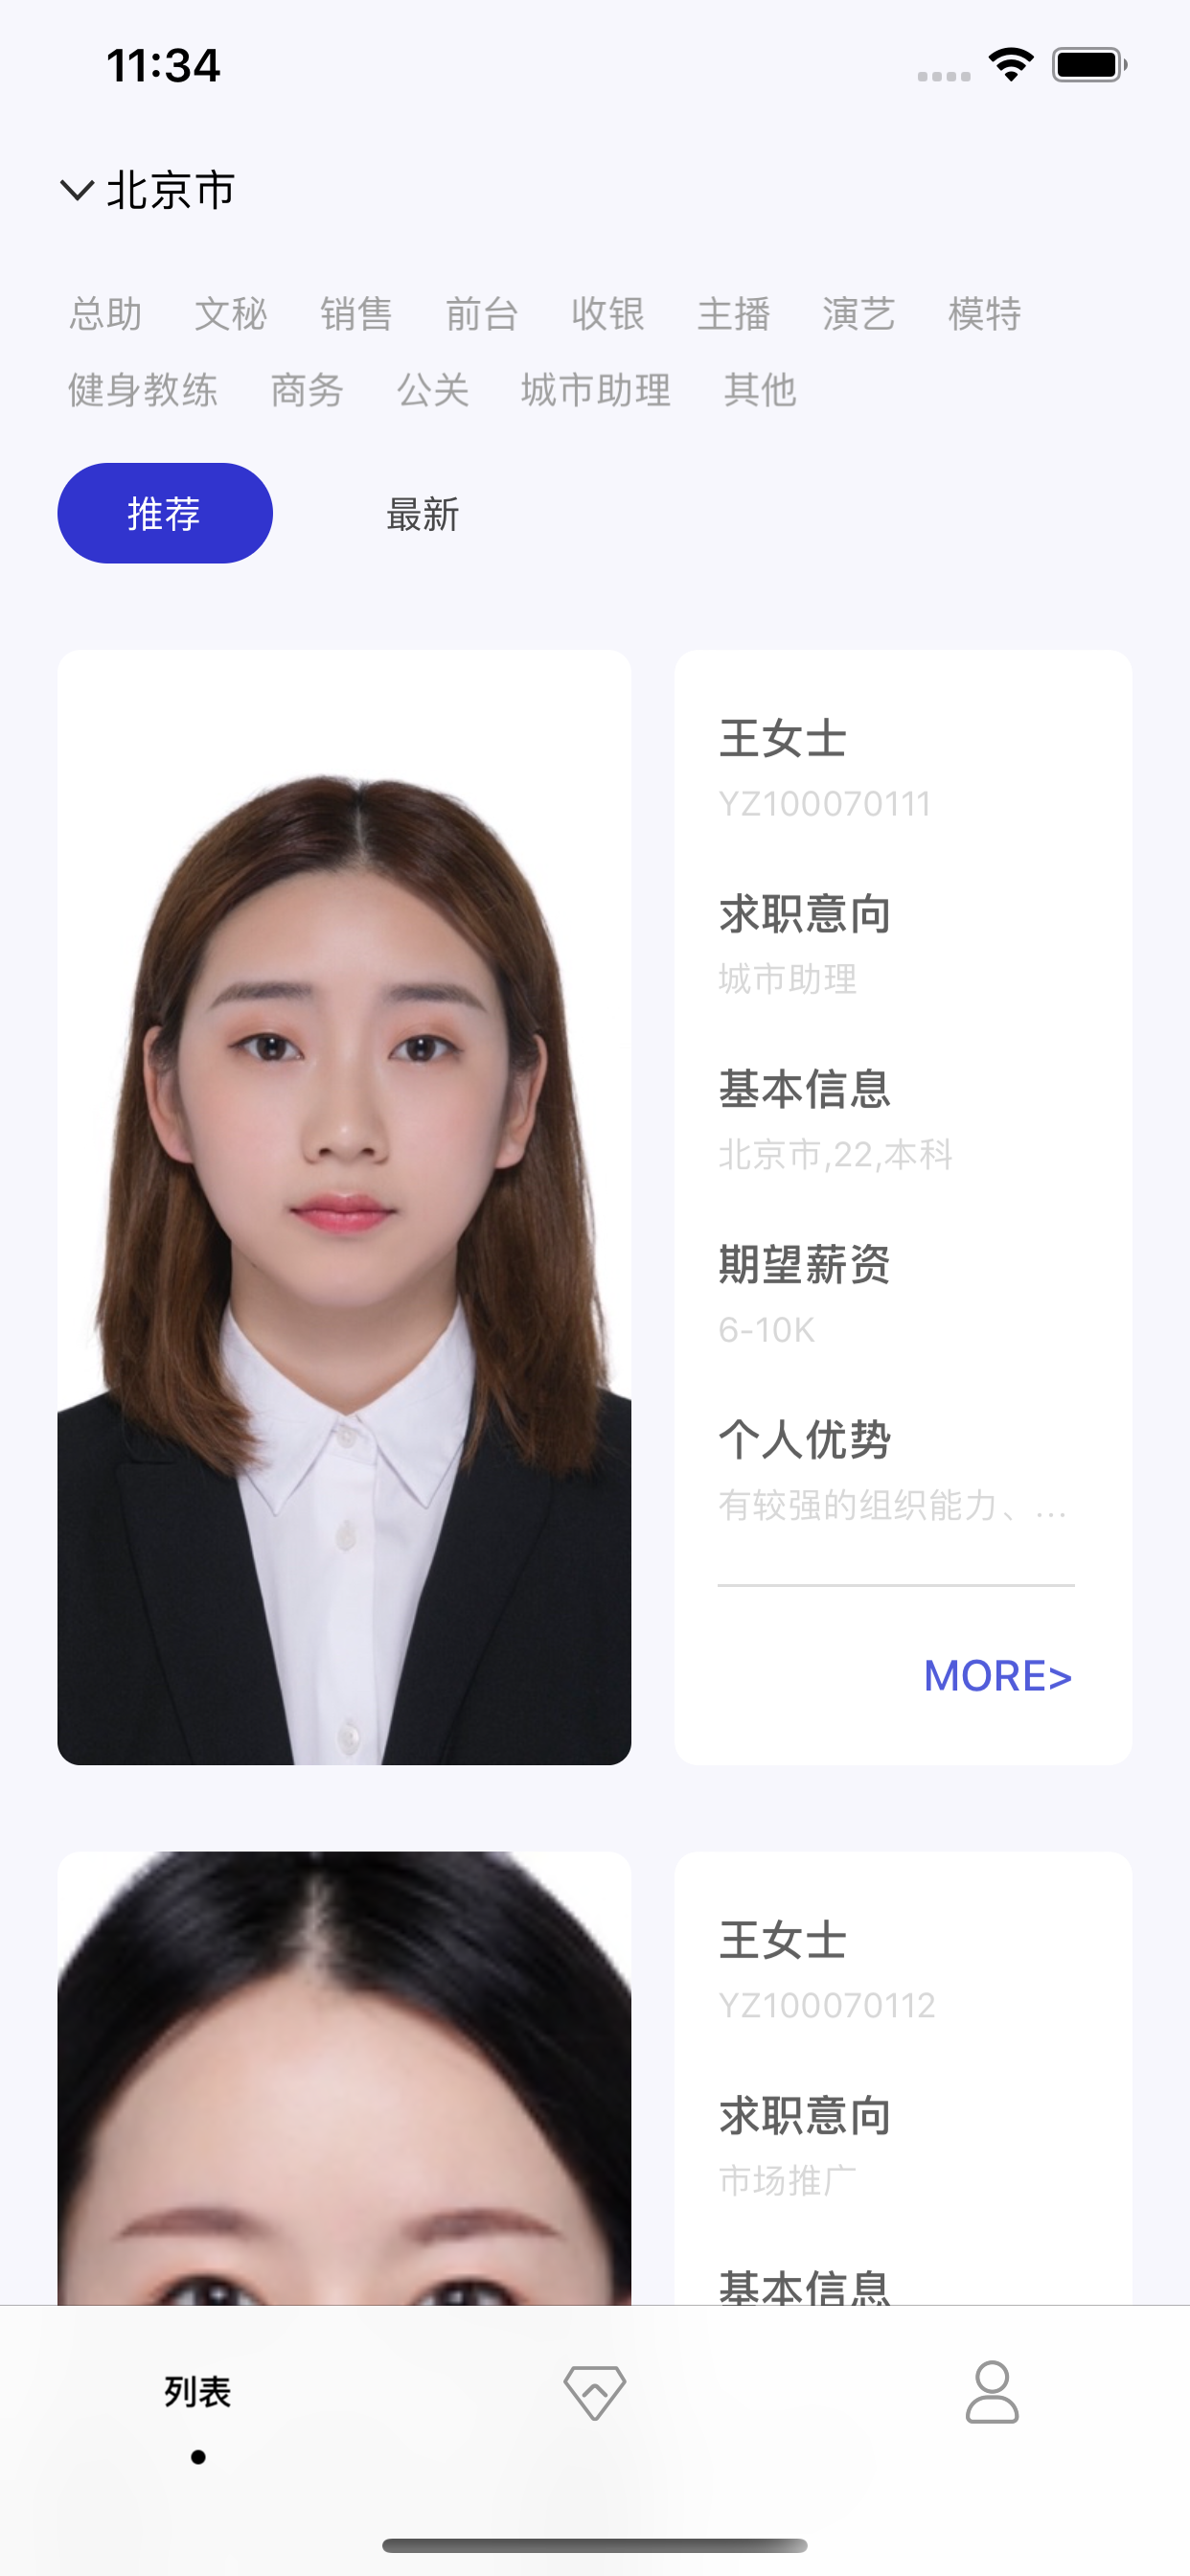 11:34
北京市
总助 文秘 销售 前台 收银 主播 演艺 模特
健身教练 商务 公关 城市助理 其他
推荐 最新
王女士
YZ100070111
求职意向
城市助理
基本信息
北京市,22,本科
期望薪资
6-10K
个人优势
有较强的组织能力、...
MORE>
王女士
YZ100070112
求职意向
市场推广
基本信息
列表